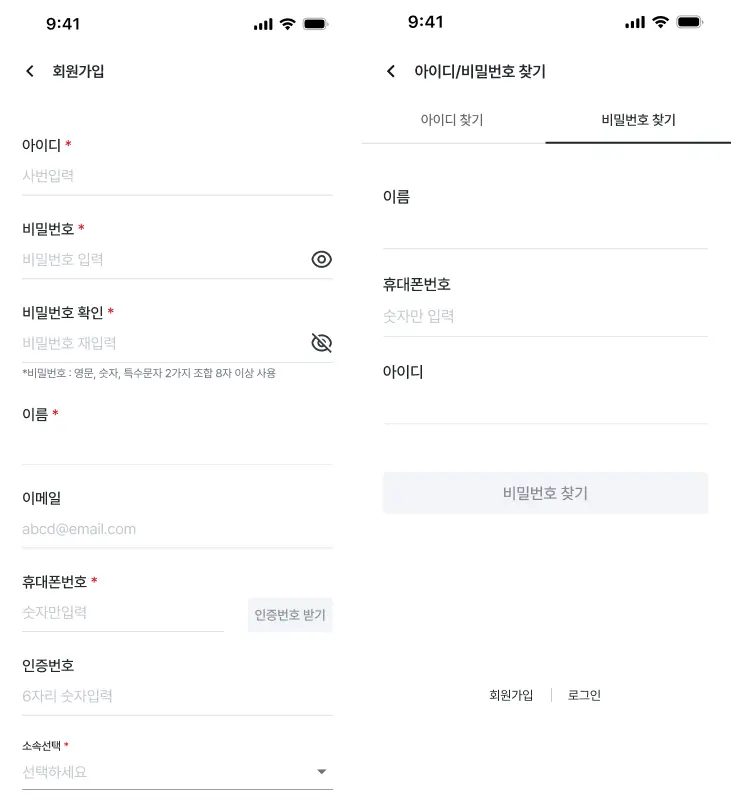 9:41
회원가입
아이디 *
사번입력
비밀번호 *
비밀번호 입력
비밀번호 확인 *
비밀번호 재입력
*비밀번호 : 영문, 숫자, 특수문자 2가지 조합 8자 이상 사용
이름 *
이메일
abcd@email.com
휴대폰번호 *
숫자만입력
인증번호 받기
인증번호
6자리 숫자입력
소속선택 *
선택하세요
9:41
아이디/비밀번호 찾기
아이디 찾기
비밀번호 찾기
이름
휴대폰번호
숫자만 입력
아이디
비밀번호 찾기
회원가입
로그인